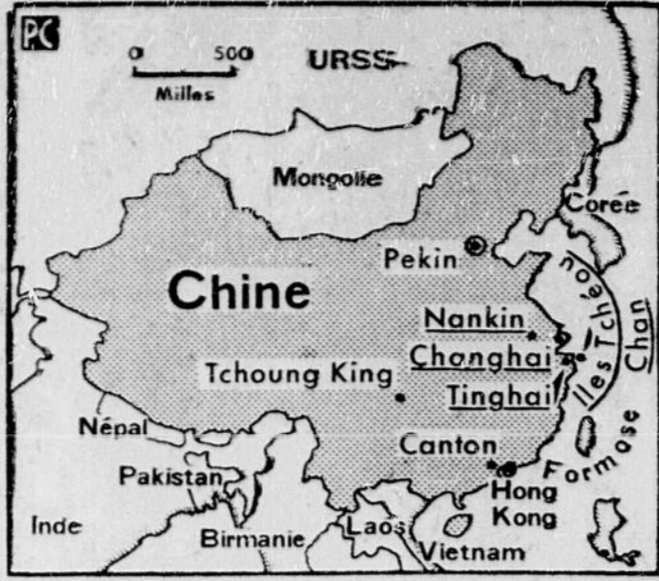 PC
0 500
Milles
URSS
Mongolie
Corée
Pekin
Chine
Nankin
Changhai
Tinghai
Iles Tchéou
Chan
Tchoung King
Népal
Canton
Formose
Pakistan
Hong
Kong
Inde
Birmanie
Laos
Vietnam